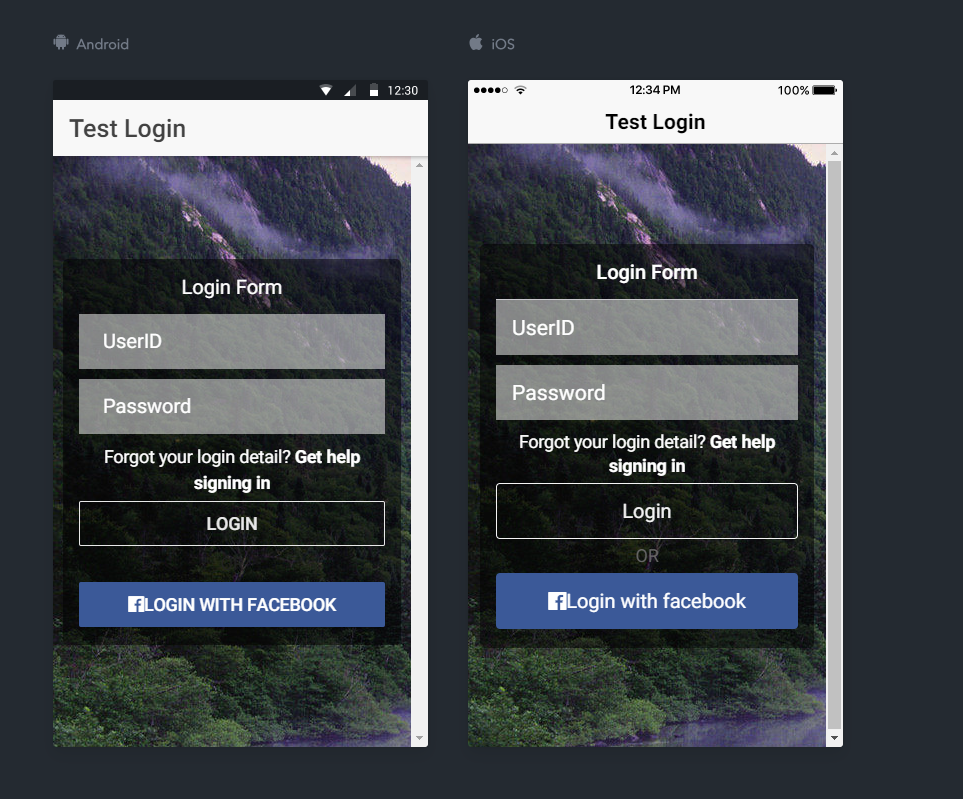 Android
12:30
Test Login
Login Form
UserID
Password
Forgot your login detail? Get help
signing in
LOGIN
LOGIN WITH FACEBOOK
iOS
12:34 PM 100%
Test Login
Login Form
UserID
Password
Forgot your login detail? Get help
signing in
Login
OR
Login with facebook